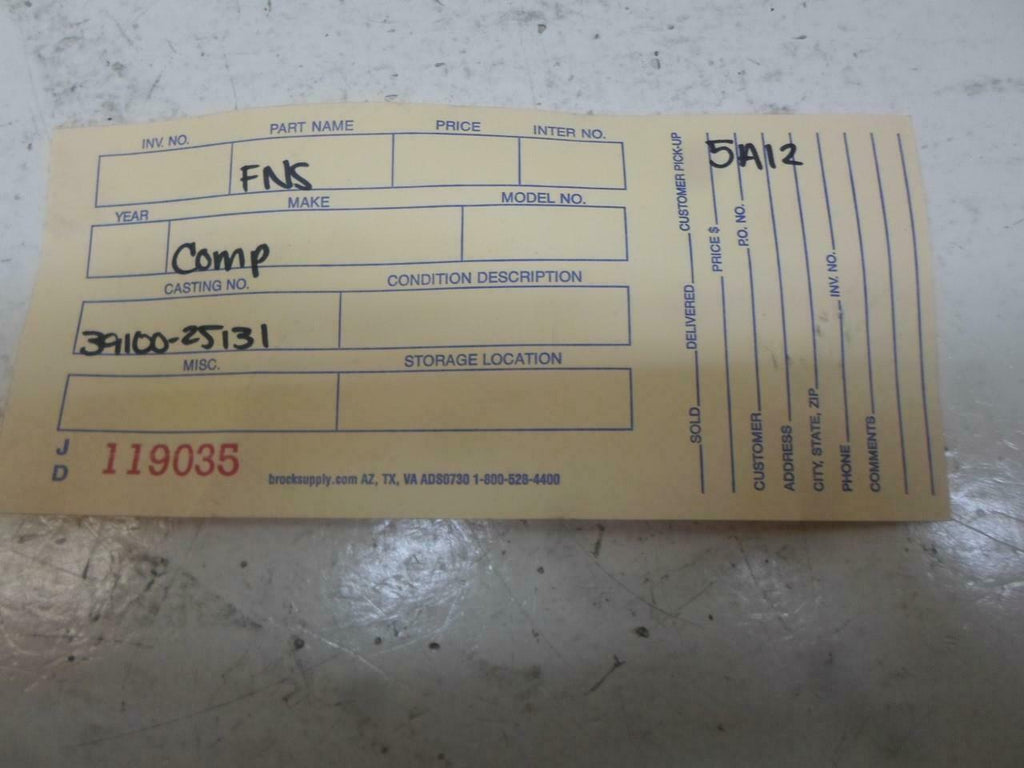 INV. NO. PART NAME PRICE INTER NO.
FNS
YEAR MAKE MODEL NO.
Comp
CASTING NO. CONDITION DESCRIPTION
39100-25131
MISC. STORAGE LOCATION
J
D
119035
brocksupply.com AZ, TX, VA ADS0730 1-800-528-4400
5A12
SOLD DELIVERED CUSTOMER PICK-UP
PRICE $
CUSTOMER P.O. NO.
ADDRESS
CITY, STATE, ZIP
PHONE INV. NO.
COMMENTS